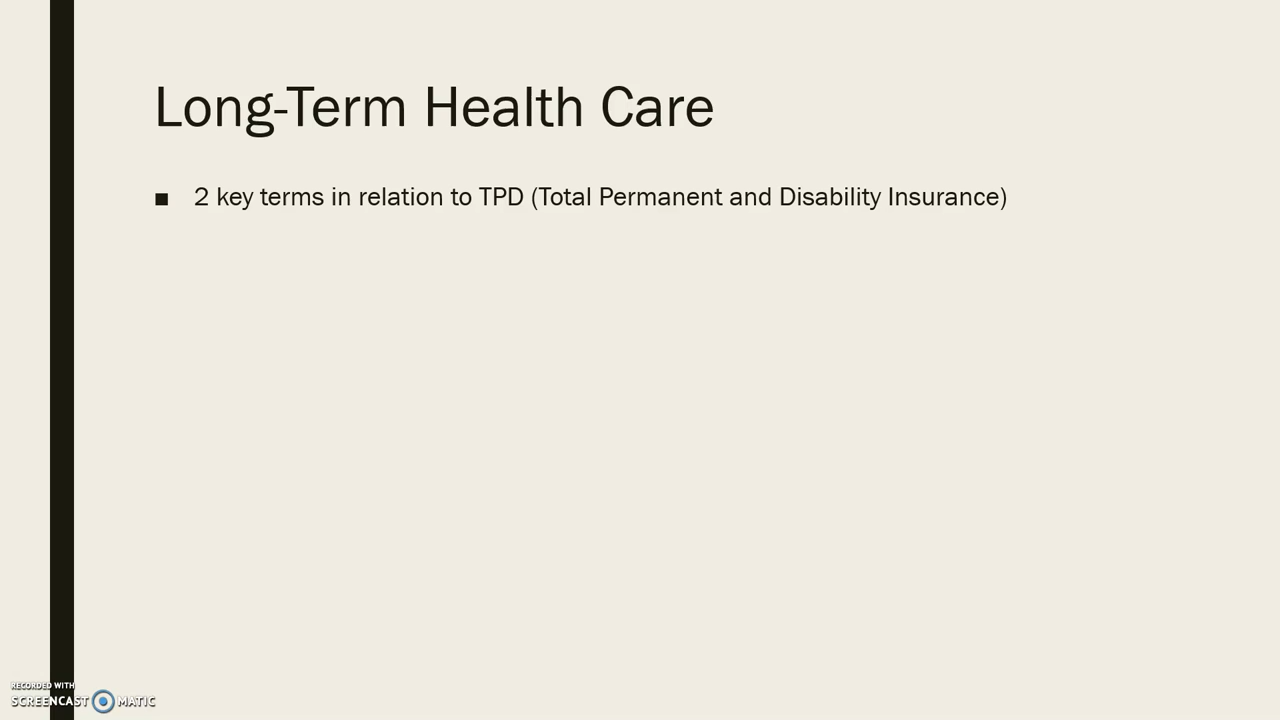 Long-Term Health Care
■ 2 key terms in relation to TPD (Total Permanent and Disability Insurance)
RECORDED WITH
SCREENCAST MATIC